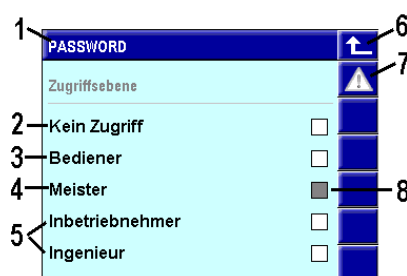 1 PASSWORD 6
Zugriffsebene 7
2 Kein Zugriff
3 Bediener
4 Meister 8
5 Inbetriebnehmer
Ingenieur